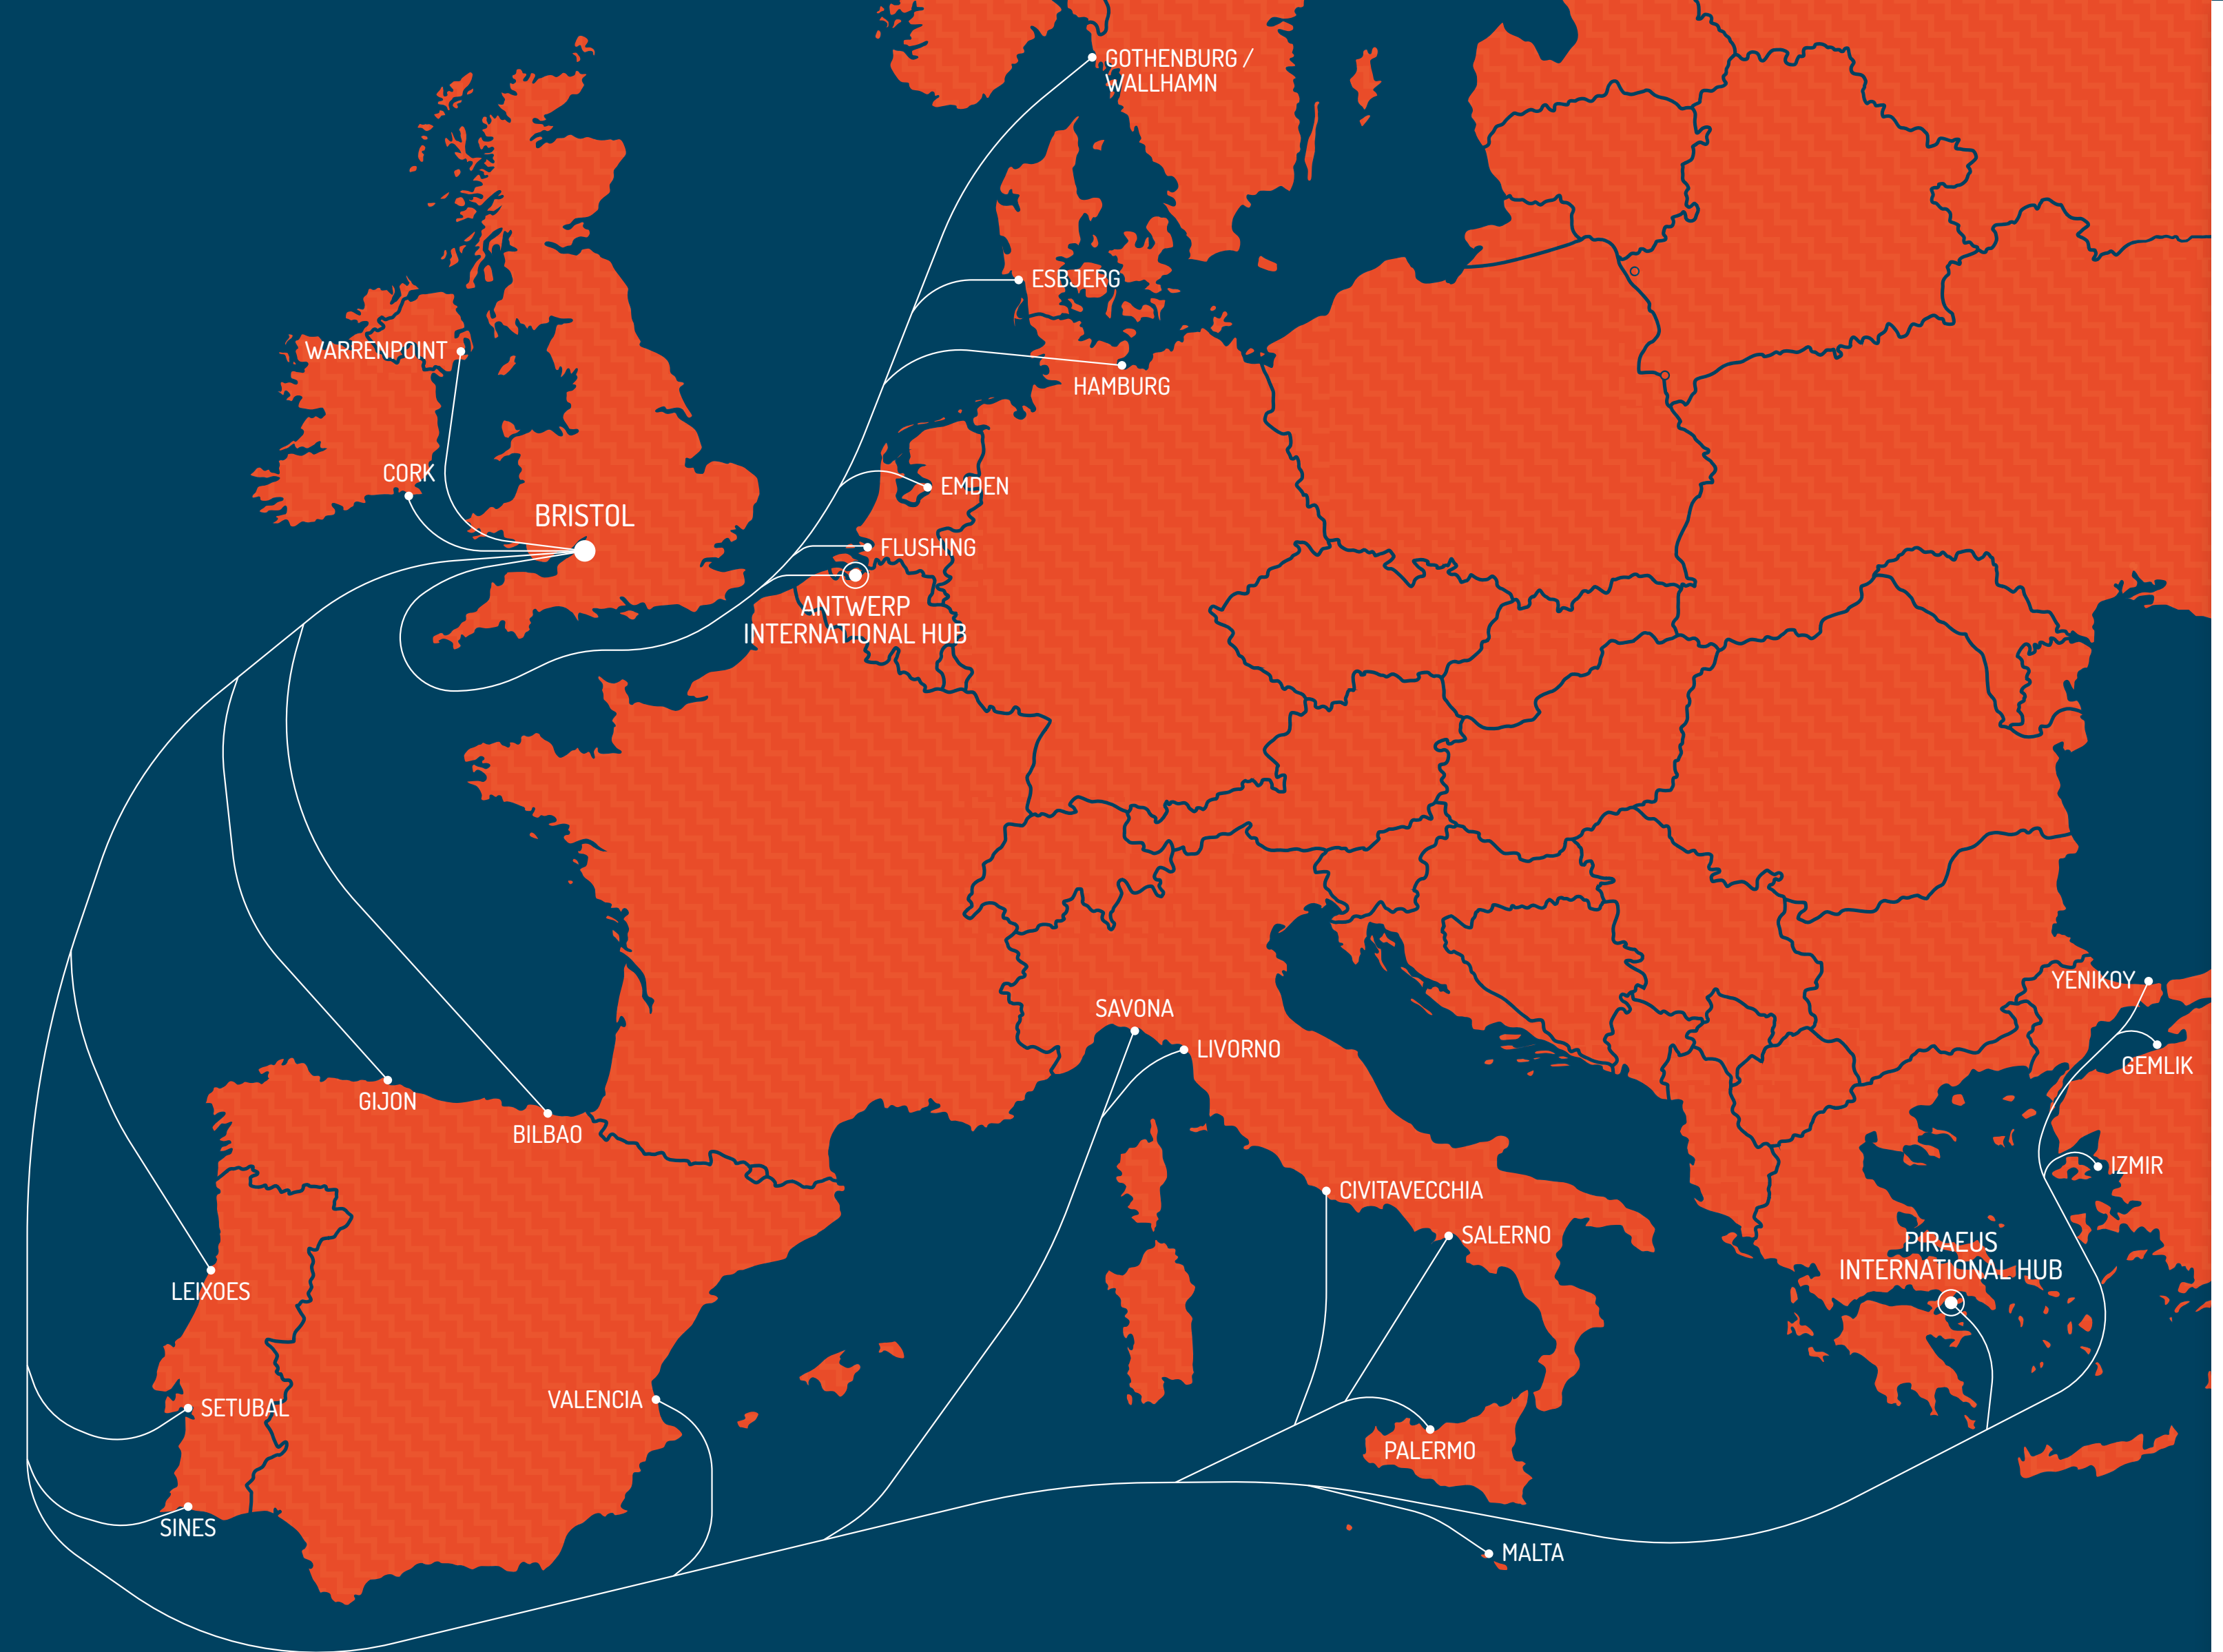 GOTHENBURG /
WALLHAMN
ESBJERG
WARRENPOINT
HAMBURG
CORK
EMDEN
BRISTOL
FLUSHING
ANTWERP
INTERNATIONAL HUB
YENIKOY
SAVONA
LIVORNO
GEMLIK
GIJON
BILBAO
IZMIR
CIVITAVECCHIA
SALERNO
PIRAEUS
INTERNATIONAL HUB
LEIXOES
VALENCIA
SETUBAL
PALERMO
SINES
MALTA